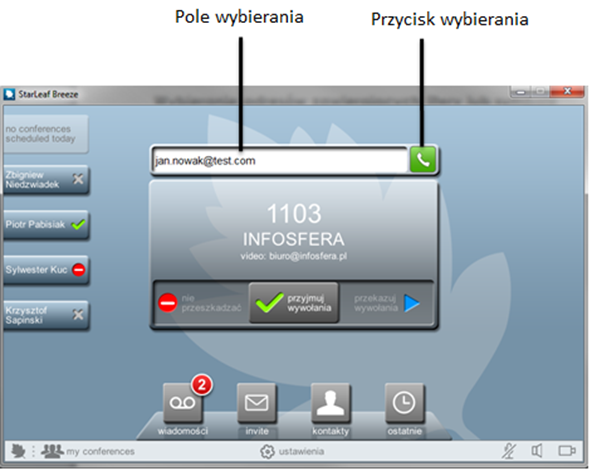 Pole wybierania
Przycisk wybierania
StarLeaf Breeze
no conferences
scheduled today
Zbigniew
Niedzwiadek
Piotr Pabisiak
Sylwester Kuc
Krzysztof
Sapinski
jan.nowak@test.com
1103
INFOSFERA
video: biuro@infosfera.pl
nie
przeszkadzać
przyjmuj
wywołania
przekazuj
wywołania
2
wiadomości
invite
kontakty
ostatnie
my conferences
ustawienia